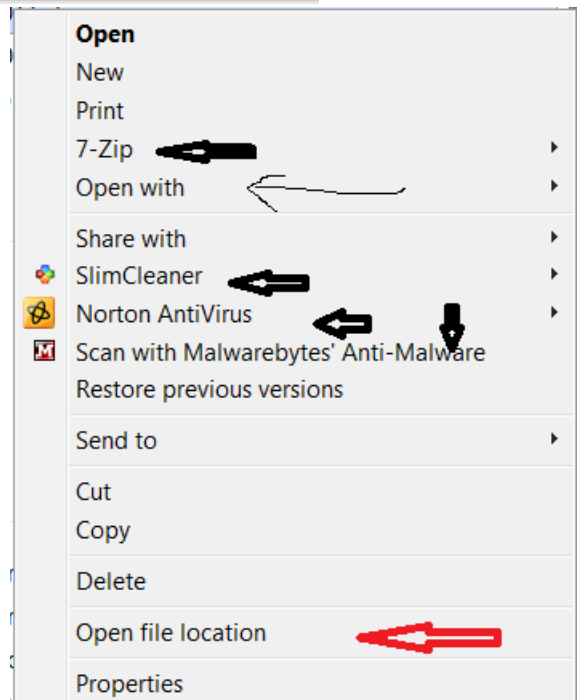 Open
New
Print
7-Zip
Open with
Share with
SlimCleaner
Norton AntiVirus
Scan with Malwarebytes' Anti-Malware
Restore previous versions
Send to
Cut
Copy
Delete
Open file location
Properties